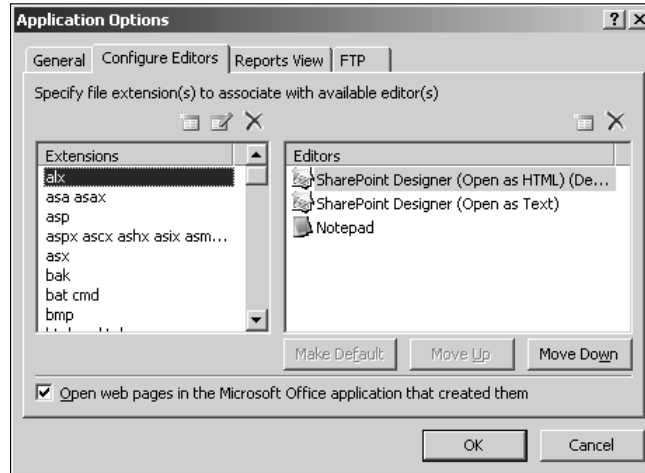 Application Options
General Configure Editors Reports View FTP
Specify file extension(s) to associate with available editor(s)
Extensions
alx
asa asax
asp
aspx ascx ashx asix asm...
asx
bak
bat cmd
bmp
Editors
SharePoint Designer (Open as HTML) (De...
SharePoint Designer (Open as Text)
Notepad
Make Default Move Up Move Down
Open web pages in the Microsoft Office application that created them
OK Cancel